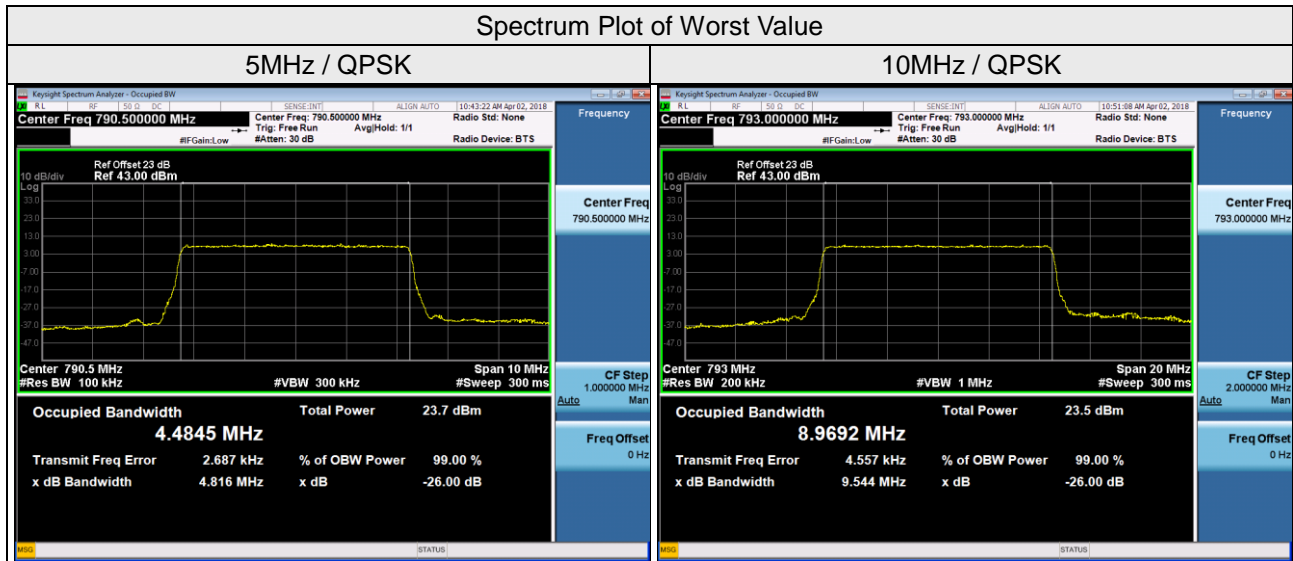 Spectrum Plot of Worst Value
5MHz / QPSK
10MHz / QPSK
Keysight Spectrum Analyzer - Occupied BW
RL RF 50 Ω DC SENSE:INT ALIGN AUTO 10:43:22 AM Apr 02, 2018
Center Freq 790.500000 MHz
Center Freq: 790.500000 MHz
Radio Std: None
Trig: Free Run Avg|Hold: 1/1
#IFGain:Low #Atten: 30 dB Radio Device: BTS
Ref Offset 23 dB
10 dB/div Ref 43.00 dBm
Log
33.0
23.0
13.0
3.00
-7.00
-17.0
-27.0
-37.0
-47.0
Center 790.5 MHz Span 10 MHz
#Res BW 100 kHz #VBW 300 kHz #Sweep 300 ms
Occupied Bandwidth Total Power 23.7 dBm
4.4845 MHz
Transmit Freq Error 2.687 kHz % of OBW Power 99.00 %
x dB Bandwidth 4.816 MHz x dB -26.00 dB
MSG STATUS
Frequency
Center Freq
790.500000 MHz
CF Step
1.000000 MHz
Auto Man
Freq Offset
0 Hz
Keysight Spectrum Analyzer - Occupied BW
RL RF 50 Ω DC SENSE:INT ALIGN AUTO 10:51:08 AM Apr 02, 2018
Center Freq 793.000000 MHz
Center Freq: 793.000000 MHz
Radio Std: None
Trig: Free Run Avg|Hold: 1/1
#IFGain:Low #Atten: 30 dB Radio Device: BTS
Ref Offset 23 dB
10 dB/div Ref 43.00 dBm
Log
33.0
23.0
13.0
3.00
-7.00
-17.0
-27.0
-37.0
-47.0
Center 793 MHz Span 20 MHz
#Res BW 200 kHz #VBW 1 MHz #Sweep 300 ms
Occupied Bandwidth Total Power 23.5 dBm
8.9692 MHz
Transmit Freq Error 4.557 kHz % of OBW Power 99.00 %
x dB Bandwidth 9.544 MHz x dB -26.00 dB
MSG STATUS
Frequency
Center Freq
793.000000 MHz
CF Step
2.000000 MHz
Auto Man
Freq Offset
0 Hz